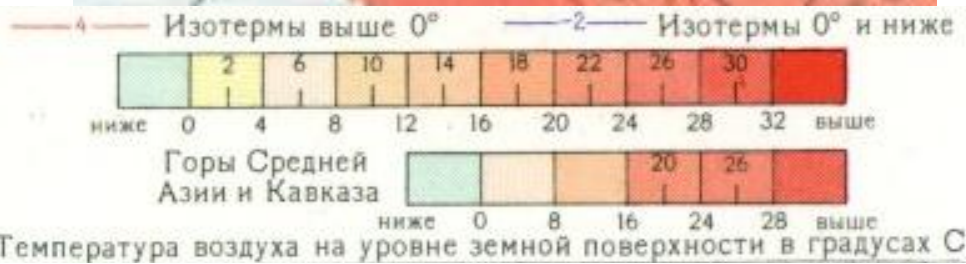 4 Изотермы выше 0° -2 Изотермы 0° и ниже
2 6 10 14 18 22 26 30
ниже 0 4 8 12 16 20 24 28 32 выше
Горы Средней 20 26
Азии и Кавказа
ниже 0 8 16 24 28 выше
Температура воздуха на уровне земной поверхности в градусах С